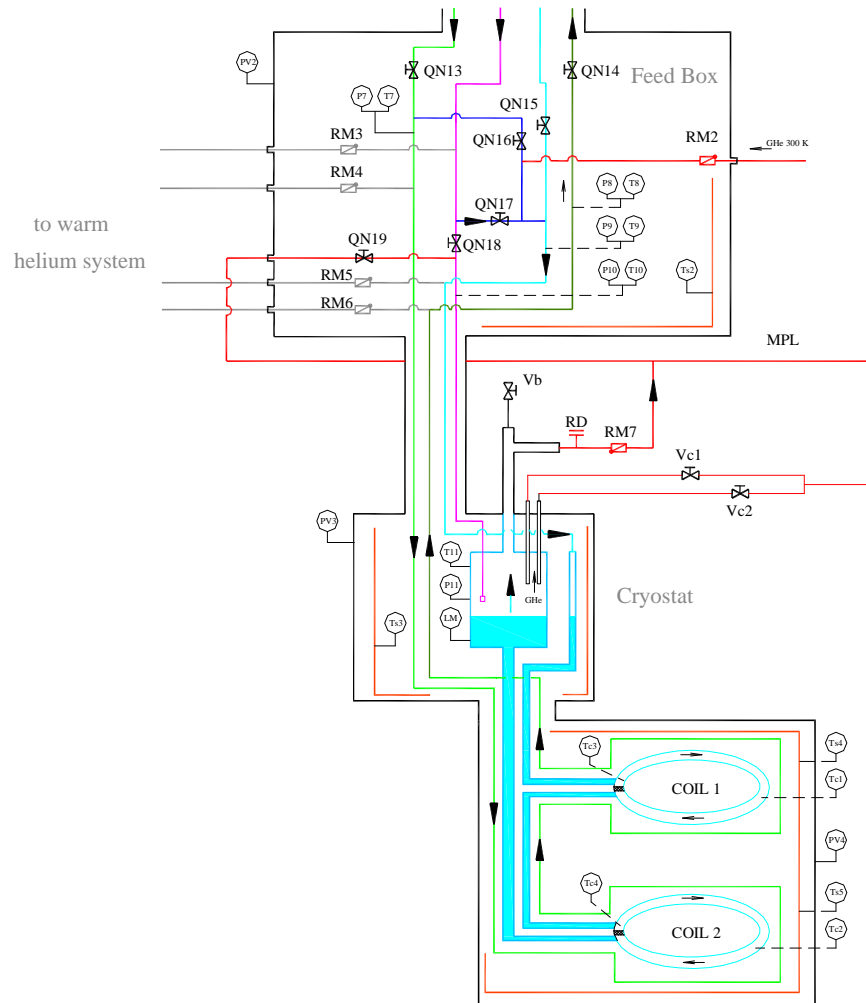 PV2
QN13
QN14
Feed Box
P7
T7
QN15
RM3
QN16
RM2
GHe 300 K
RM4
P8
T8
QN17
to warm
P9
T9
helium system
QN19
QN18
P10
T10
Ts2
RM5
RM6
MPL
Vb
RD
RM7
Vc1
Vc2
PV3
T11
P11
GHe
Cryostat
LM
Ts3
Tc3
Ts4
COIL 1
Tc1
PV4
Tc4
Ts5
COIL 2
Tc2